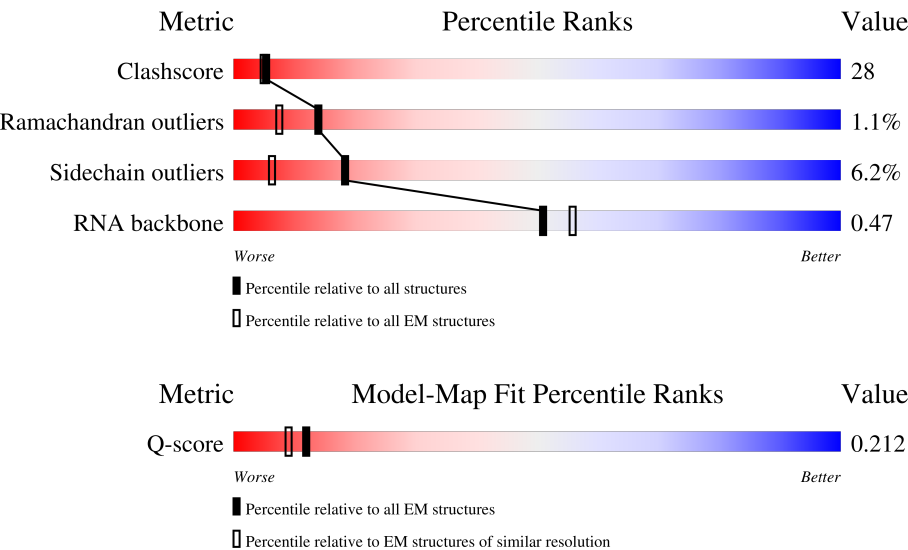 Metric Percentile Ranks Value
Clashscore 28
Ramachandran outliers 1.1%
Sidechain outliers 6.2%
RNA backbone 0.47
Worse Better
Percentile relative to all structures
Percentile relative to all EM structures
Metric Model-Map Fit Percentile Ranks Value
Q-score 0.212
Worse Better
Percentile relative to all EM structures
Percentile relative to EM structures of similar resolution